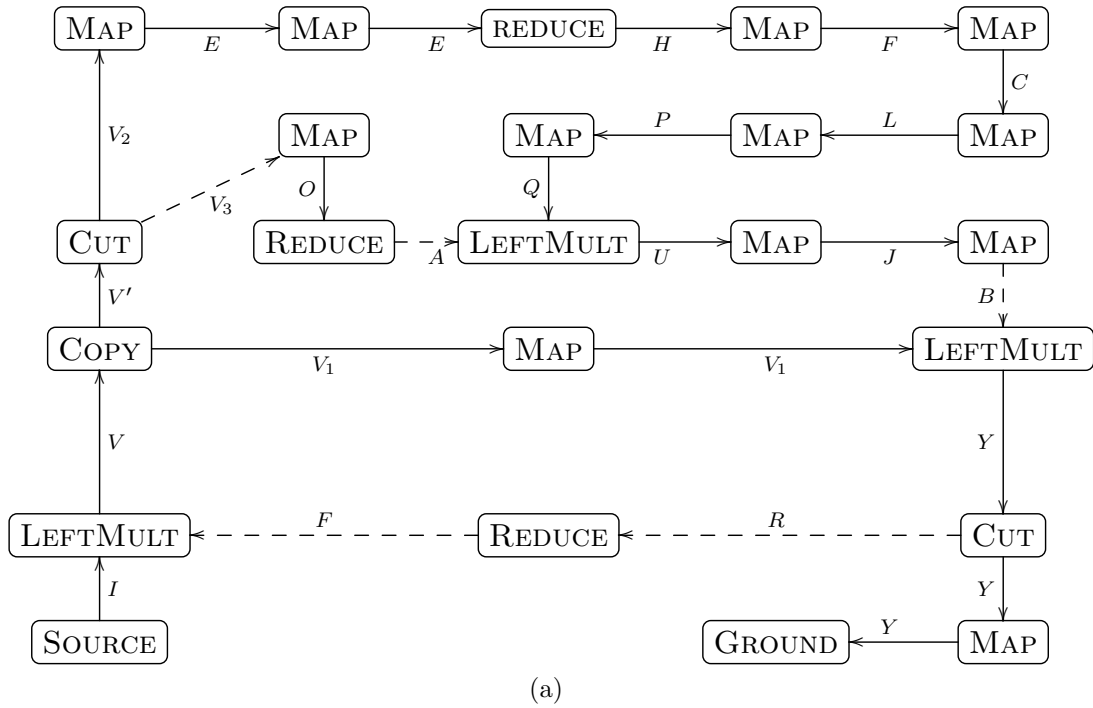 MAP E MAP E REDUCE H MAP F MAP
V2 C
MAP P L
MAP MAP MAP
V3 O Q
CUT REDUCE A LEFTMULT U MAP J MAP
V′ B
COPY V1 MAP V1 LEFTMULT
V Y
LEFTMULT F REDUCE R CUT
I Y
SOURCE GROUND Y MAP
(a)